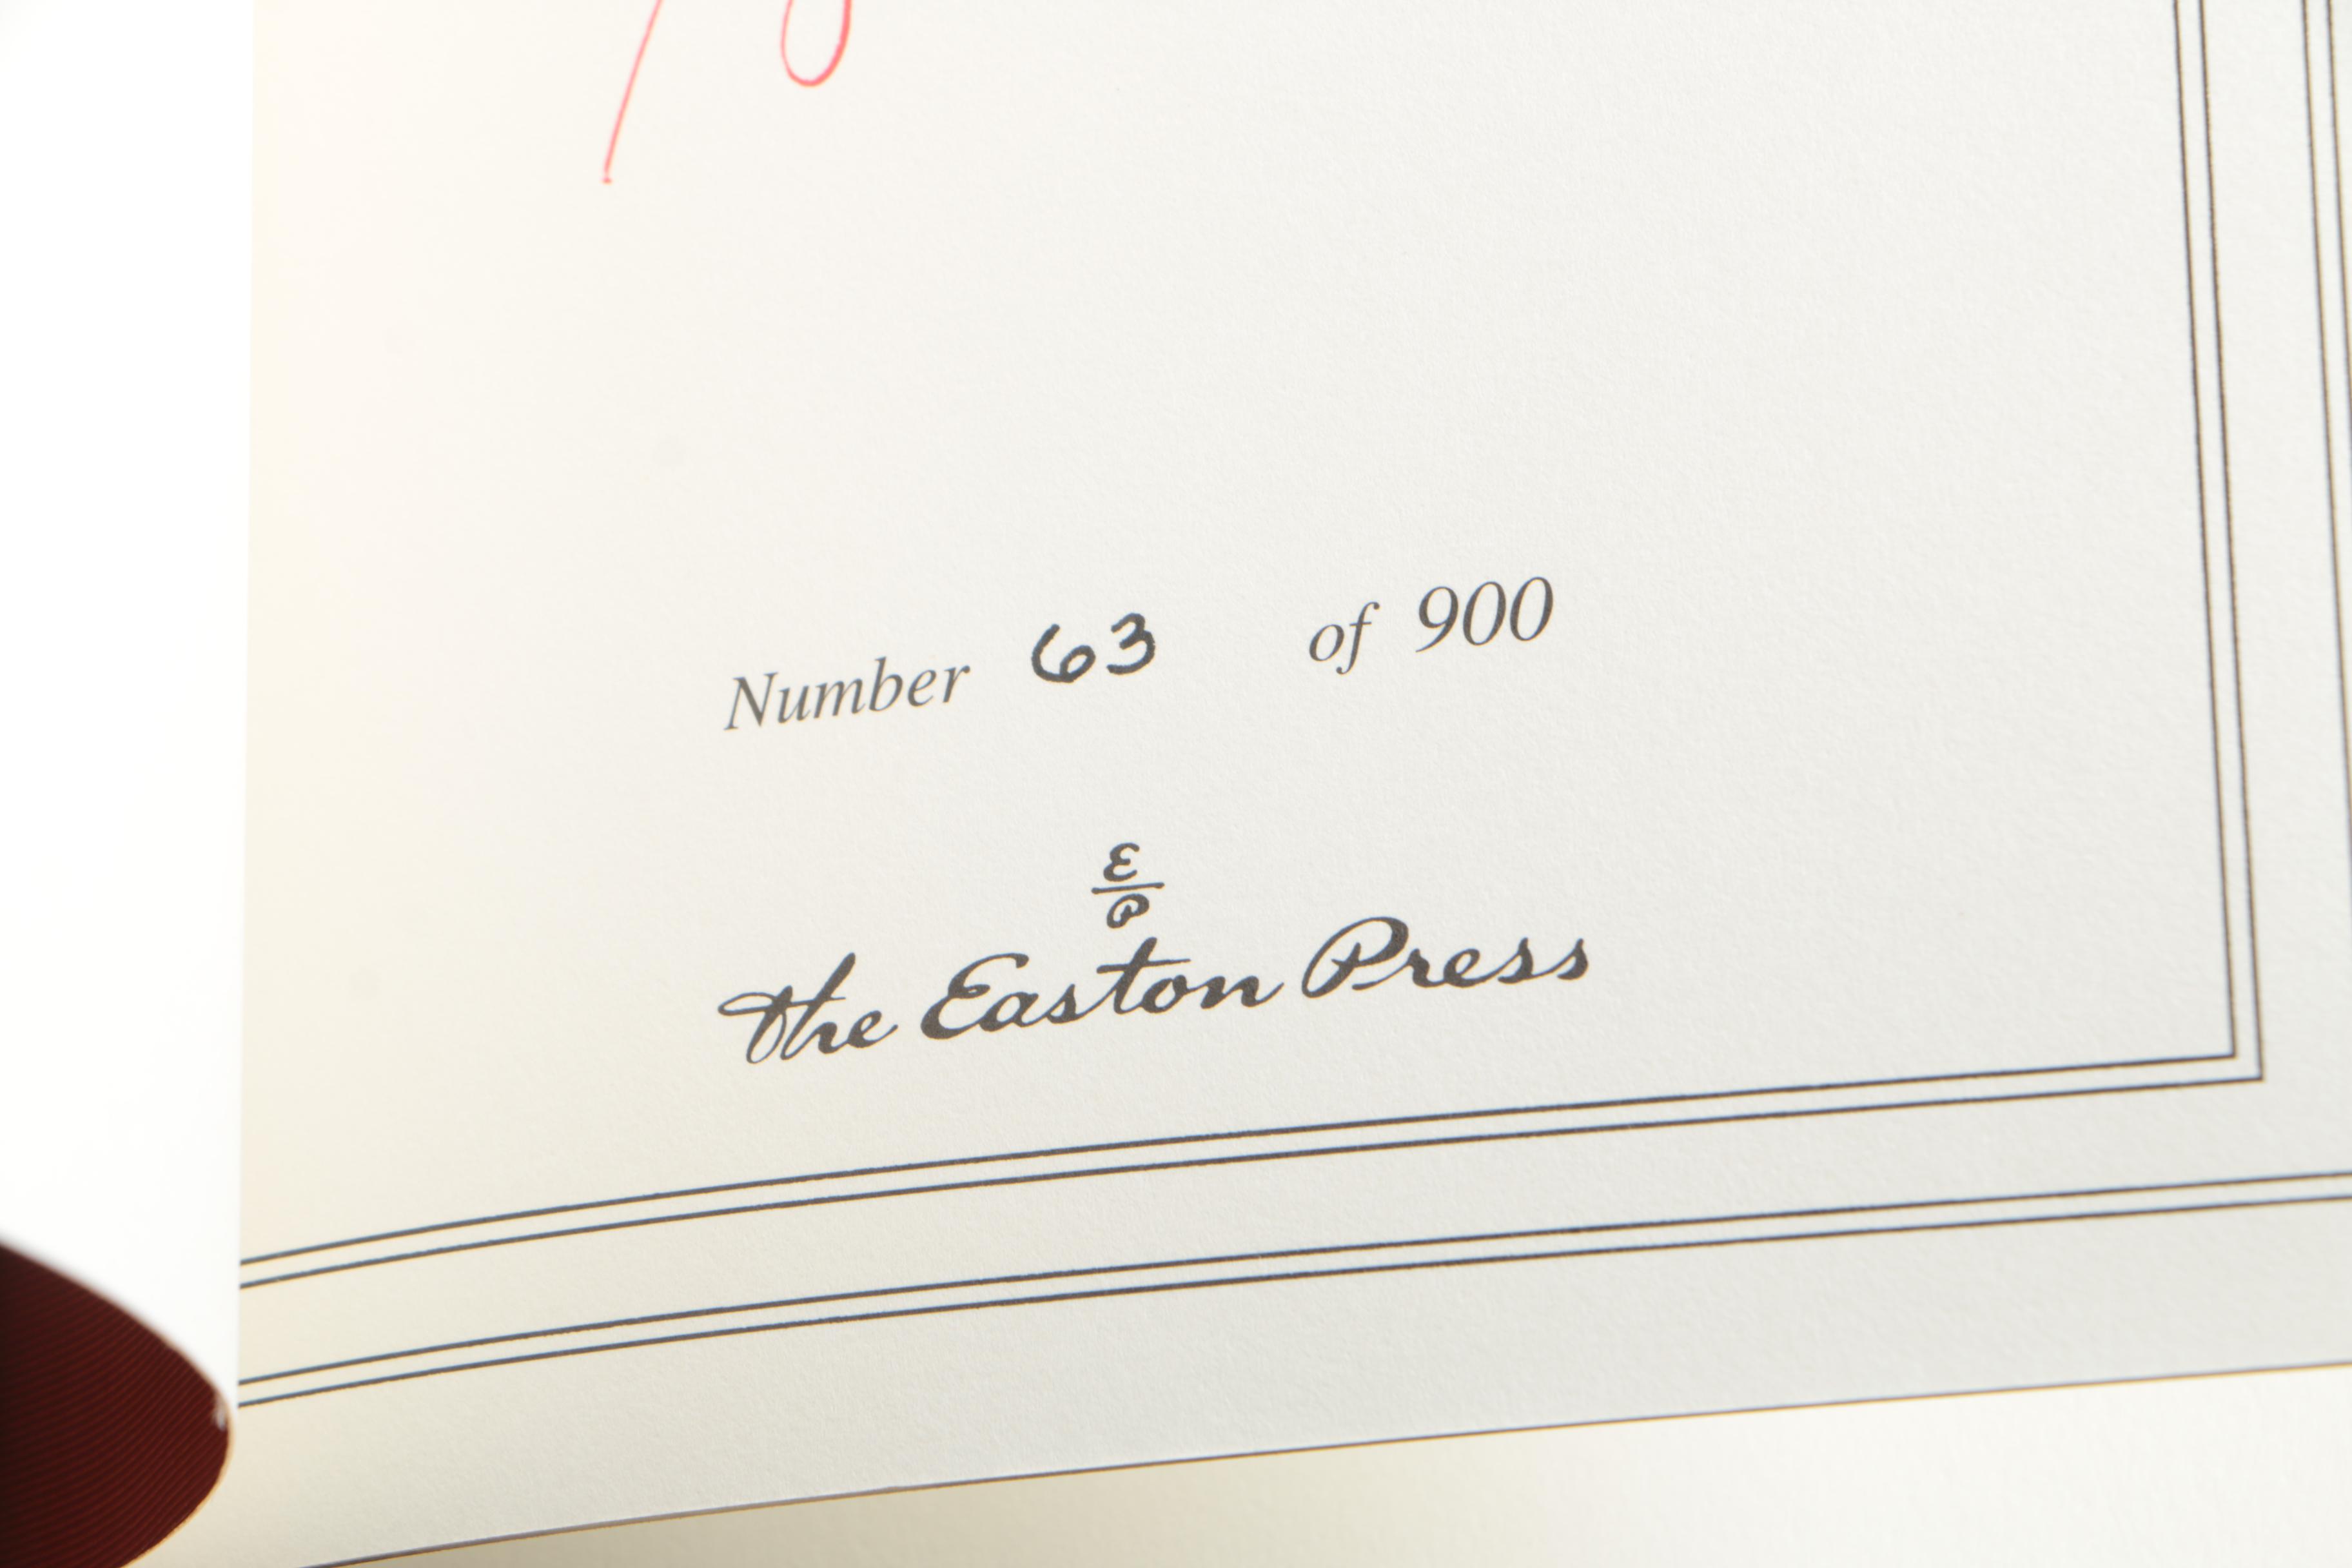 Number 63 of 900
E
P
The Easton Press